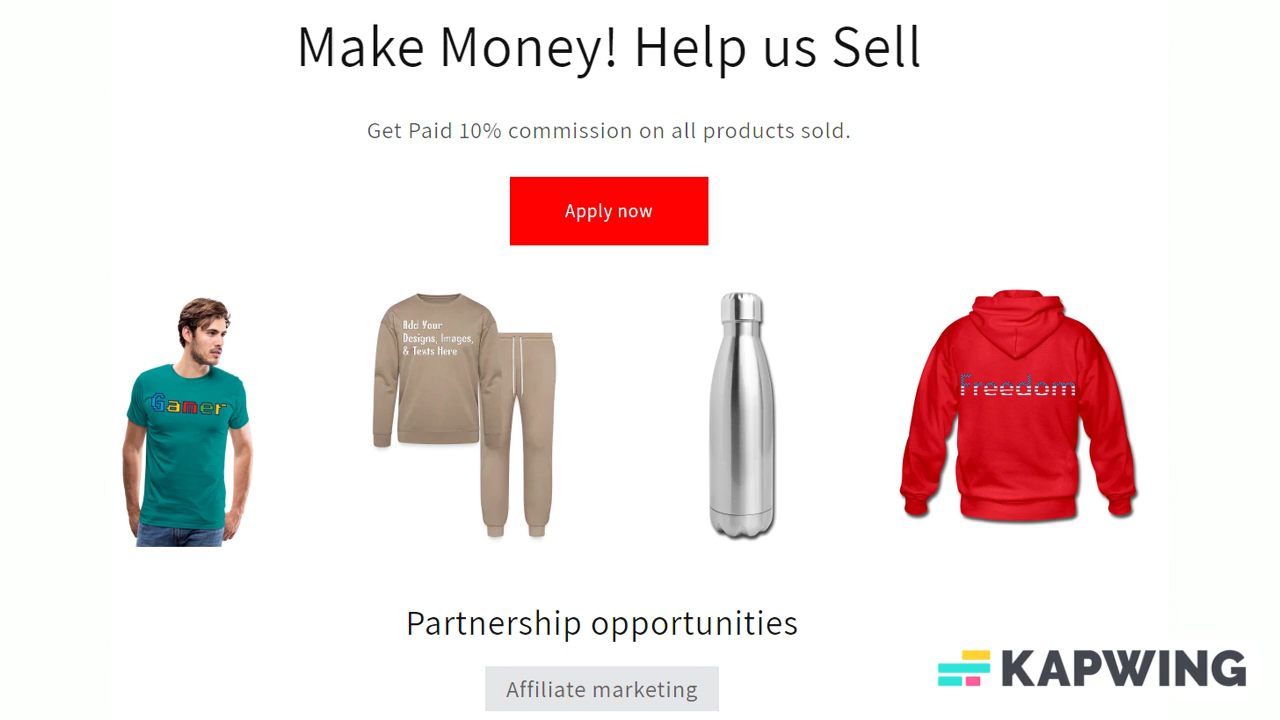 Make Money! Help us Sell
Get Paid 10% commission on all products sold.
Apply now
Gamer
Add Your
Designs, Images,
& Texts Here
Freedom
Partnership opportunities
Affiliate marketing
KAPWING